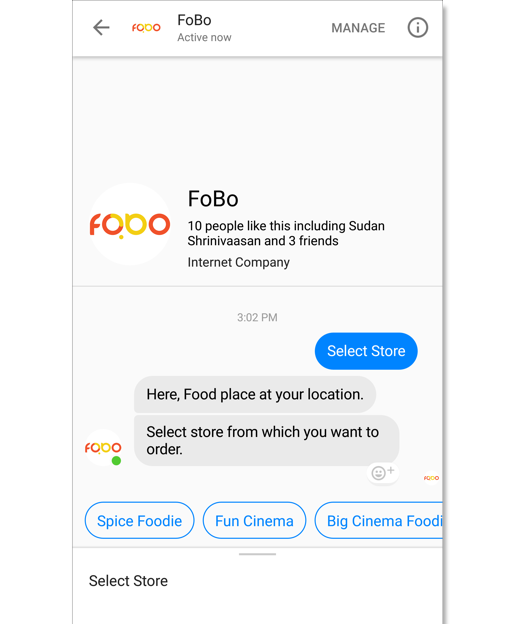 fobo
FoBo
Active now
MANAGE
fobo
FoBo
10 people like this including Sudan
Shrinivaasan and 3 friends
Internet Company
3:02 PM
Select Store
Here, Food place at your location.
Select store from which you want to
order.
fobo
fobo
Spice Foodie
Fun Cinema
Big Cinema Foodi
Select Store